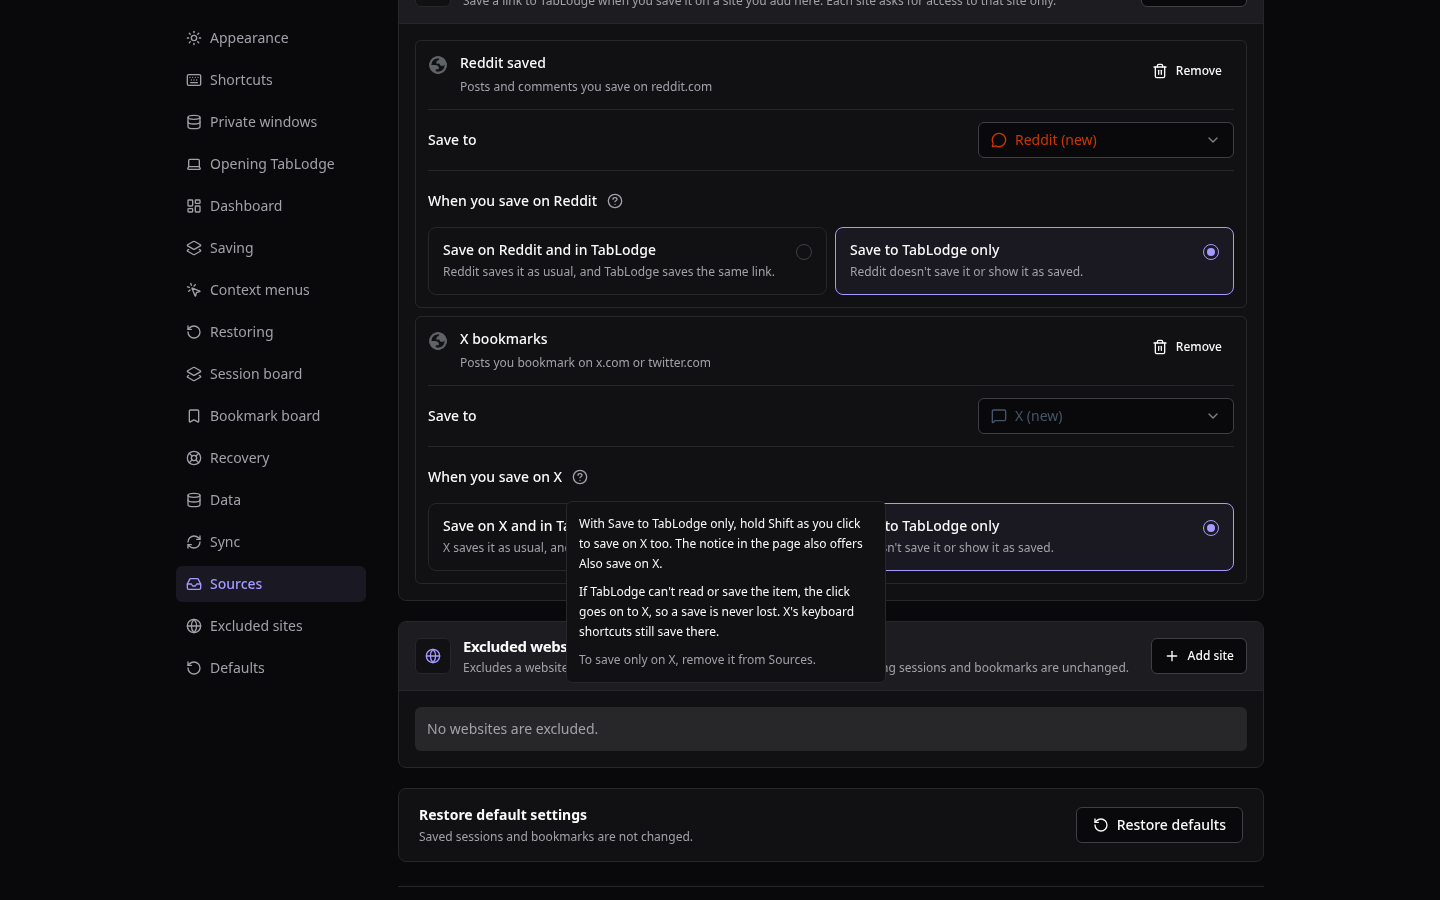 Save a link to TabLodge when you save it on a site you add here. Each site asks for access to that site only.
Appearance
Shortcuts
Private windows
Opening TabLodge
Dashboard
Saving
Context menus
Restoring
Session board
Bookmark board
Recovery
Data
Sync
Sources
Excluded sites
Defaults
Reddit saved
Posts and comments you save on reddit.com
Remove
Save to
Reddit (new)
When you save on Reddit
Save on Reddit and in TabLodge
Reddit saves it as usual, and TabLodge saves the same link.
Save to TabLodge only
Reddit doesn't save it or show it as saved.
X bookmarks
Posts you bookmark on x.com or twitter.com
Remove
Save to
X (new)
When you save on X
Save on X and in Ta
X saves it as usual, an
to TabLodge only
n't save it or show it as saved.
With Save to TabLodge only, hold Shift as you click
to save on X too. The notice in the page also offers
Also save on X.
If TabLodge can't read or save the item, the click
goes on to X, so a save is never lost. X's keyboard
shortcuts still save there.
To save only on X, remove it from Sources.
Excluded webs
Excludes a website
g sessions and bookmarks are unchanged.
Add site
No websites are excluded.
Restore default settings
Saved sessions and bookmarks are not changed.
Restore defaults